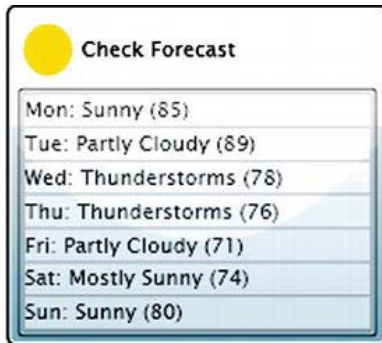 Check Forecast
Mon: Sunny (85)
Tue: Partly Cloudy (89)
Wed: Thunderstorms (78)
Thu: Thunderstorms (76)
Fri: Partly Cloudy (71)
Sat: Mostly Sunny (74)
Sun: Sunny (80)